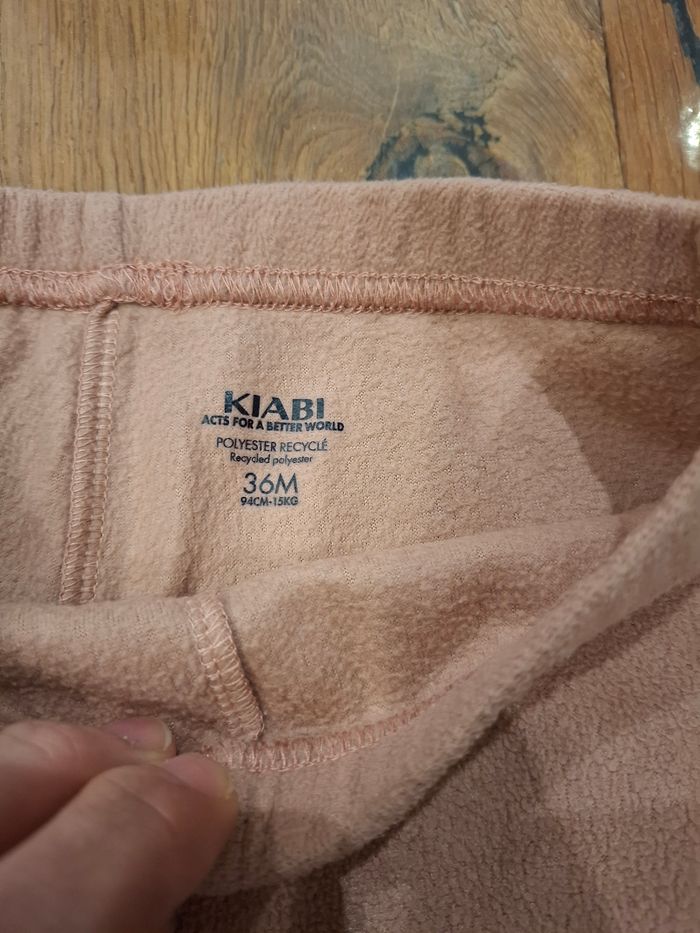 KIABI
ACTS FOR A BETTER WORLD
POLYESTER RECYCLÉ
Recycled polyester
36M
94CM-15KG